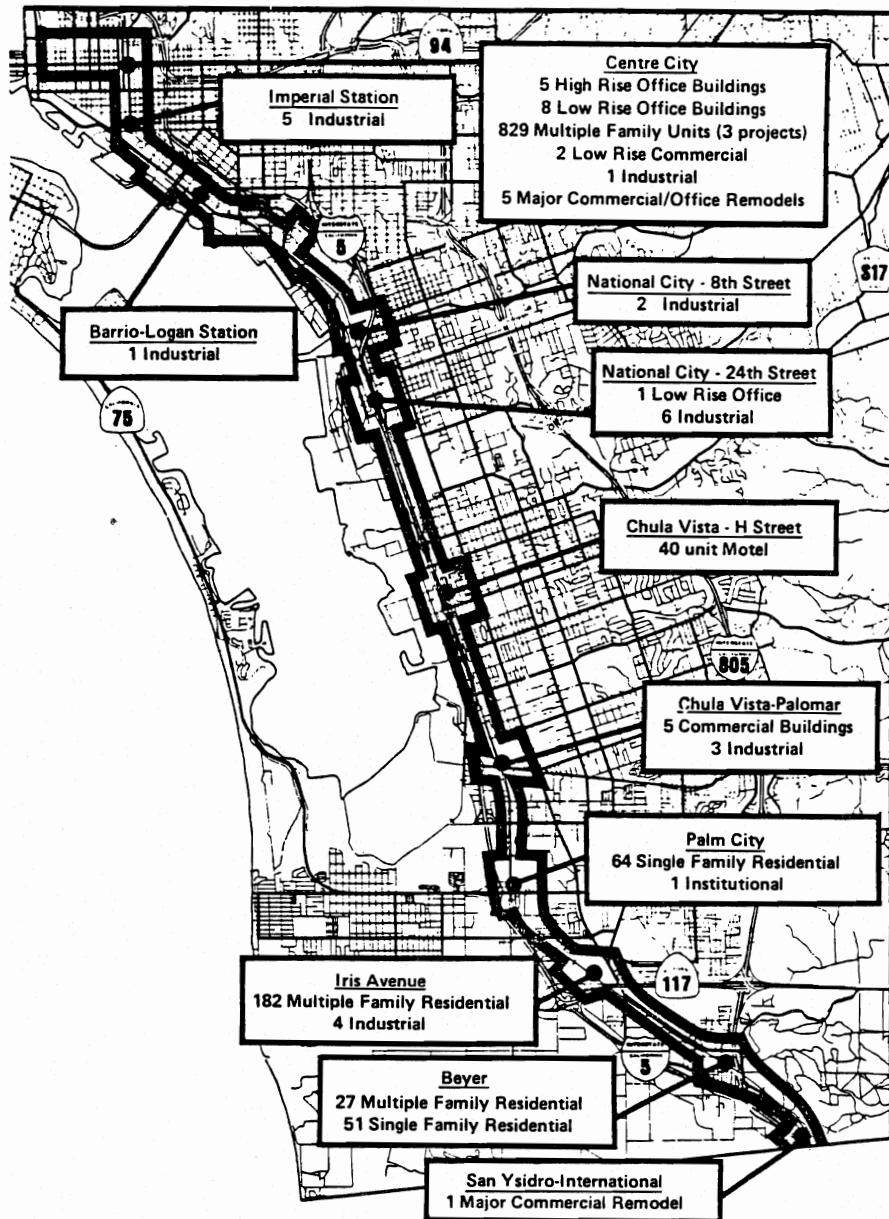 94
Centre City
5 High Rise Office Buildings
8 Low Rise Office Buildings
829 Multiple Family Units (3 projects)
2 Low Rise Commercial
1 Industrial
5 Major Commercial/Office Remodels
Imperial Station
5 Industrial
5
S17
National City - 8th Street
2 Industrial
Barrio-Logan Station
1 Industrial
National City - 24th Street
1 Low Rise Office
6 Industrial
75
Chula Vista - H Street
40 unit Motel
805
Chula Vista-Palomar
5 Commercial Buildings
3 Industrial
Palm City
64 Single Family Residential
1 Institutional
Iris Avenue
182 Multiple Family Residential
4 Industrial
117
5
Beyer
27 Multiple Family Residential
51 Single Family Residential
San Ysidro-International
1 Major Commercial Remodel